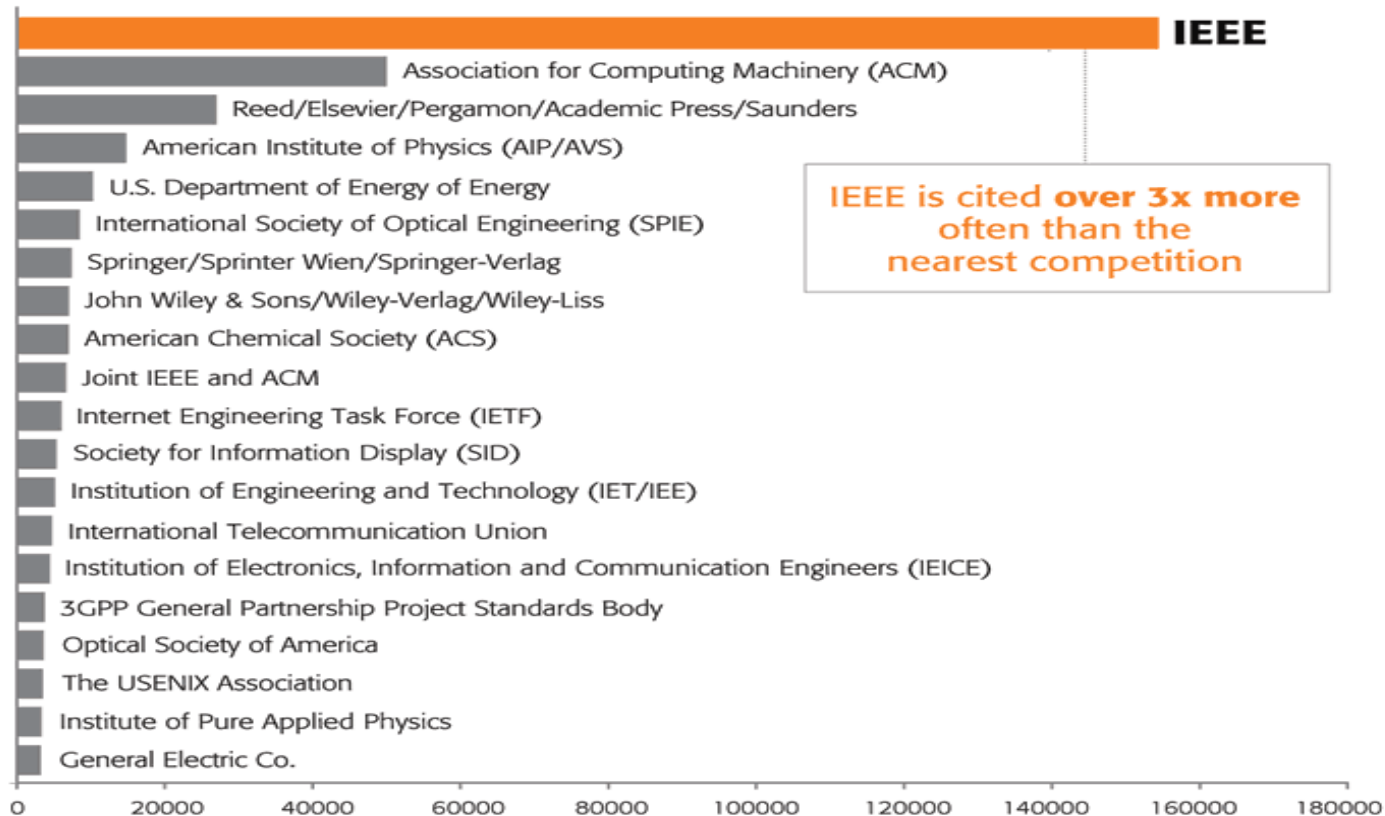 IEEE
Association for Computing Machinery (ACM)
Reed/Elsevier/Pergamon/Academic Press/Saunders
American Institute of Physics (AIP/AVS)
U.S. Department of Energy of Energy
International Society of Optical Engineering (SPIE)
Springer/Sprinter Wien/Springer-Verlag
John Wiley & Sons/Wiley-Verlag/Wiley-Liss
American Chemical Society (ACS)
Joint IEEE and ACM
Internet Engineering Task Force (IETF)
Society for Information Display (SID)
Institution of Engineering and Technology (IET/IEE)
International Telecommunication Union
Institution of Electronics, Information and Communication Engineers (IEICE)
3GPP General Partnership Project Standards Body
Optical Society of America
The USENIX Association
Institute of Pure Applied Physics
General Electric Co.
IEEE is cited over 3x more
often than the
nearest competition
0 20000 40000 60000 80000 100000 120000 140000 160000 180000